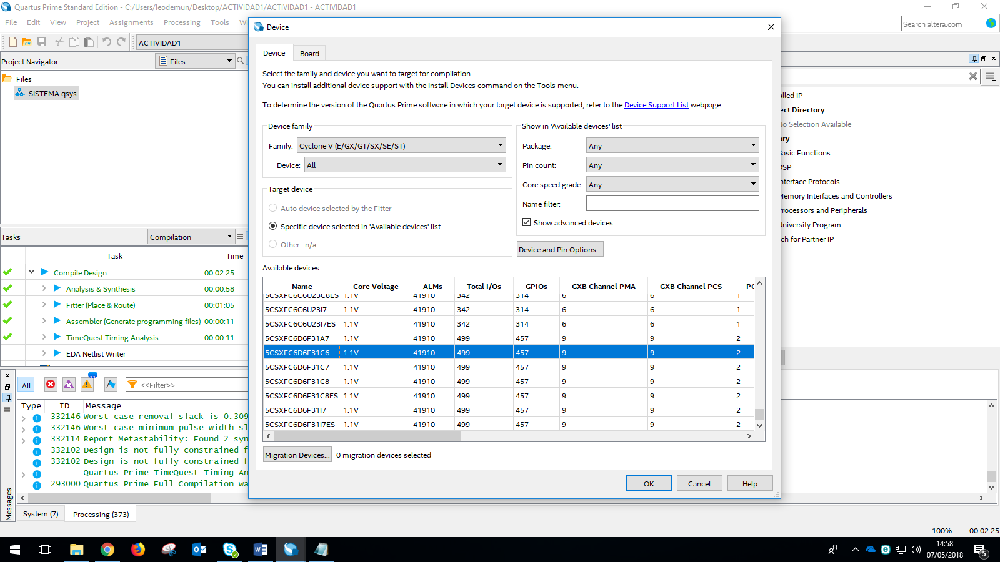 Quartus Prime Standard Edition - C:/Users/leodemun/Desktop/ACTIVIDAD1/ACTIVIDAD1 - ACTIVIDAD1
File Edit View Project Assignments Processing Tools
Search altera.com
ACTIVIDAD1
Project Navigator
Files
Files
SISTEMA.qsys
Tasks
Compilation
Task Time
Compile Design 00:02:25
Analysis & Synthesis 00:00:58
Fitter (Place & Route) 00:01:05
Assembler (Generate programming files) 00:00:11
TimeQuest Timing Analysis 00:00:11
EDA Netlist Writer
Device
Device Board
Select the family and device you want to target for compilation.
You can install additional device support with the Install Devices command on the Tools menu.
To determine the version of the Quartus Prime software in which your target device is supported, refer to the Device Support List webpage.
Device family
Family: Cyclone V (E/GX/GT/SX/SE/ST)
Device: All
Target device
Auto device selected by the Fitter
Specific device selected in 'Available devices' list
Other: n/a
Show in 'Available devices' list
Package: Any
Pin count: Any
Core speed grade: Any
Name filter:
Show advanced devices
Device and Pin Options...
Available devices:
Name Core Voltage ALMs Total I/Os GPIOs GXB Channel PMA GXB Channel PCS PC
5CSXFC6C6U23C8ES 1.1V 41910 342 314 6 6 1
5CSXFC6C6U23I7 1.1V 41910 342 314 6 6 1
5CSXFC6C6U23I7ES 1.1V 41910 342 314 6 6 1
5CSXFC6D6F31A7 1.1V 41910 499 457 9 9 2
5CSXFC6D6F31C6 1.1V 41910 499 457 9 9 2
5CSXFC6D6F31C7 1.1V 41910 499 457 9 9 2
5CSXFC6D6F31C8 1.1V 41910 499 457 9 9 2
5CSXFC6D6F31C8ES 1.1V 41910 499 457 9 9 2
5CSXFC6D6F31I7 1.1V 41910 499 457 9 9 2
5CSXFC6D6F31I7ES 1.1V 41910 499 457 9 9 2
Migration Devices... 0 migration devices selected
OK Cancel Help
alled IP
ect Directory
o Selection Available
ary
asic Functions
SP
nterface Protocols
Memory Interfaces and Controllers
rocessors and Peripherals
niversity Program
ch for Partner IP
All
<<Filter>>
Type ID Message
332146 Worst-case removal slack is 0.309
332146 Worst-case minimum pulse width sl
332114 Report Metastability: Found 2 syn
332102 Design is not fully constrained f
332102 Design is not fully constrained f
Quartus Prime TimeQuest Timing An
293000 Quartus Prime Full Compilation wa
Messages
System (7) Processing (373)
100% 00:02:25
14:58
07/05/2018
5